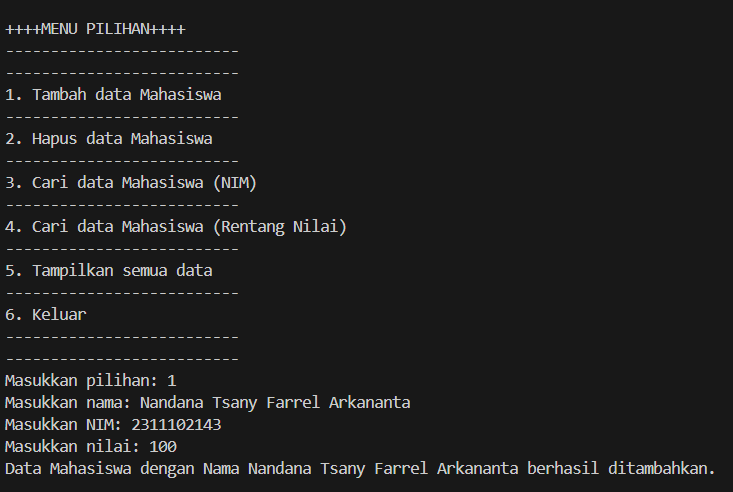 ++++MENU PILIHAN++++
--------------------------
--------------------------
1. Tambah data Mahasiswa
--------------------------
2. Hapus data Mahasiswa
--------------------------
3. Cari data Mahasiswa (NIM)
--------------------------
4. Cari data Mahasiswa (Rentang Nilai)
--------------------------
5. Tampilkan semua data
--------------------------
6. Keluar
--------------------------
--------------------------
Masukkan pilihan: 1
Masukkan nama: Nandana Tsany Farrel Arkananta
Masukkan NIM: 2311102143
Masukkan nilai: 100
Data Mahasiswa dengan Nama Nandana Tsany Farrel Arkananta berhasil ditambahkan.